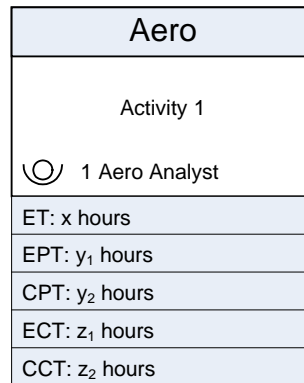 Aero
Activity 1
1 Aero Analyst
ET: x hours
EPT: y₁ hours
CPT: y₂ hours
ECT: z₁ hours
CCT: z₂ hours